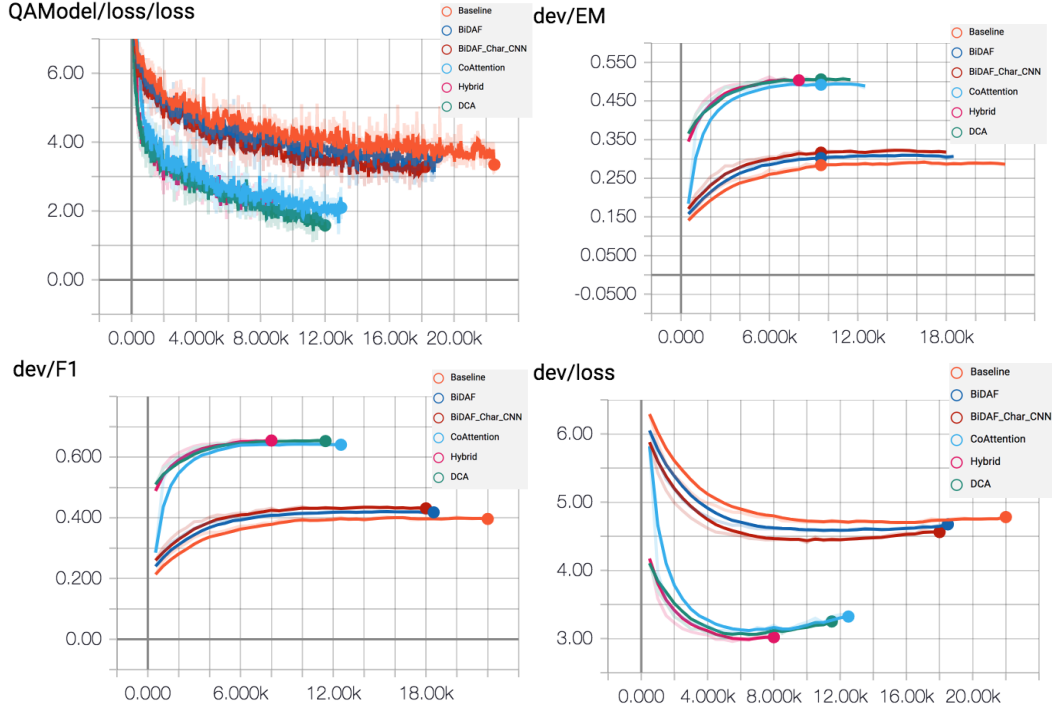 QAModel/loss/loss
Baseline
BiDAF
BiDAF_Char_CNN
CoAttention
Hybrid
DCA
6.00
4.00
2.00
0.00
0.000 4.000k 8.000k 12.00k 16.00k 20.00k
dev/EM
Baseline
BiDAF
BiDAF_Char_CNN
CoAttention
Hybrid
DCA
0.550
0.450
0.350
0.250
0.150
0.0500
-0.0500
0.000 6.000k 12.00k 18.00k
dev/F1
Baseline
BiDAF
BiDAF_Char_CNN
CoAttention
Hybrid
DCA
0.600
0.400
0.200
0.00
0.000 6.000k 12.00k 18.00k
dev/loss
Baseline
BiDAF
BiDAF_Char_CNN
CoAttention
Hybrid
DCA
6.00
5.00
4.00
3.00
0.000 4.000k 8.000k 12.00k 16.00k 20.00k